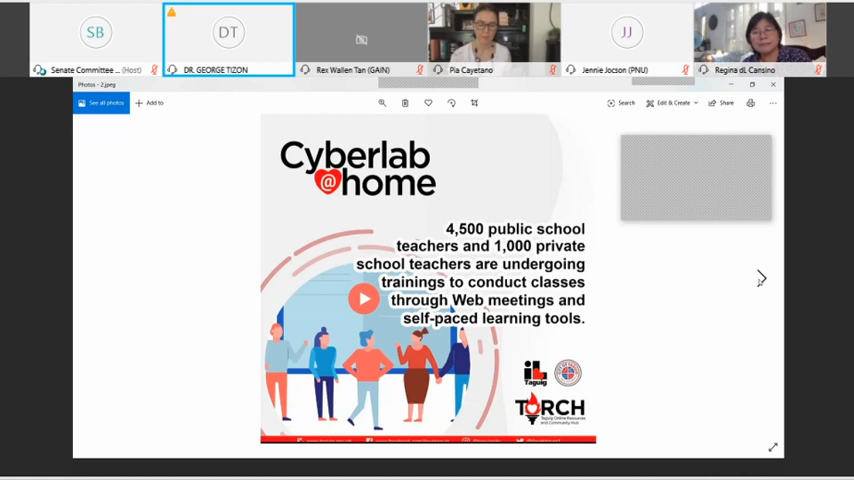 SB
DT
JJ
Senate Committee ... (Host)
DR. GEORGE TIZON
Rex Wallen Tan (GAIN)
Pia Cayetano
Jennie Jocson (PNU)
Regina dL Cansino
Photos - 2.jpeg
See all photos
Add to
Search
Edit & Create
Share
Cyberlab
@home
4,500 public school
teachers and 1,000 private
school teachers are undergoing
trainings to conduct classes
through Web meetings and
self-paced learning tools.
Taguig
TORCH
Taguig Online Resources
and Community Hub